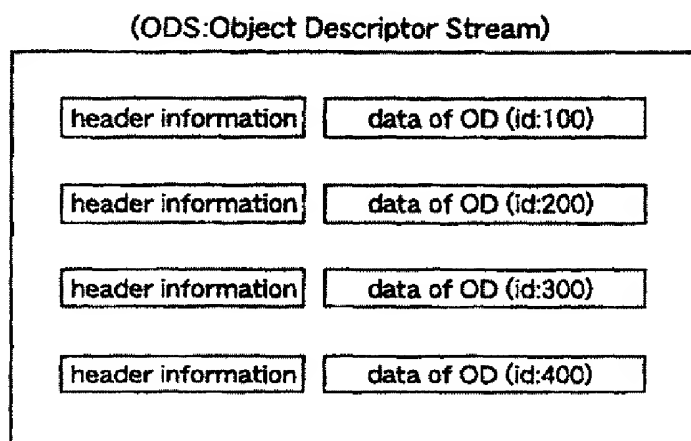 (ODS:Object Descriptor Stream)
header information data of OD (id:100)
header information data of OD (id:200)
header information data of OD (id:300)
header information data of OD (id:400)